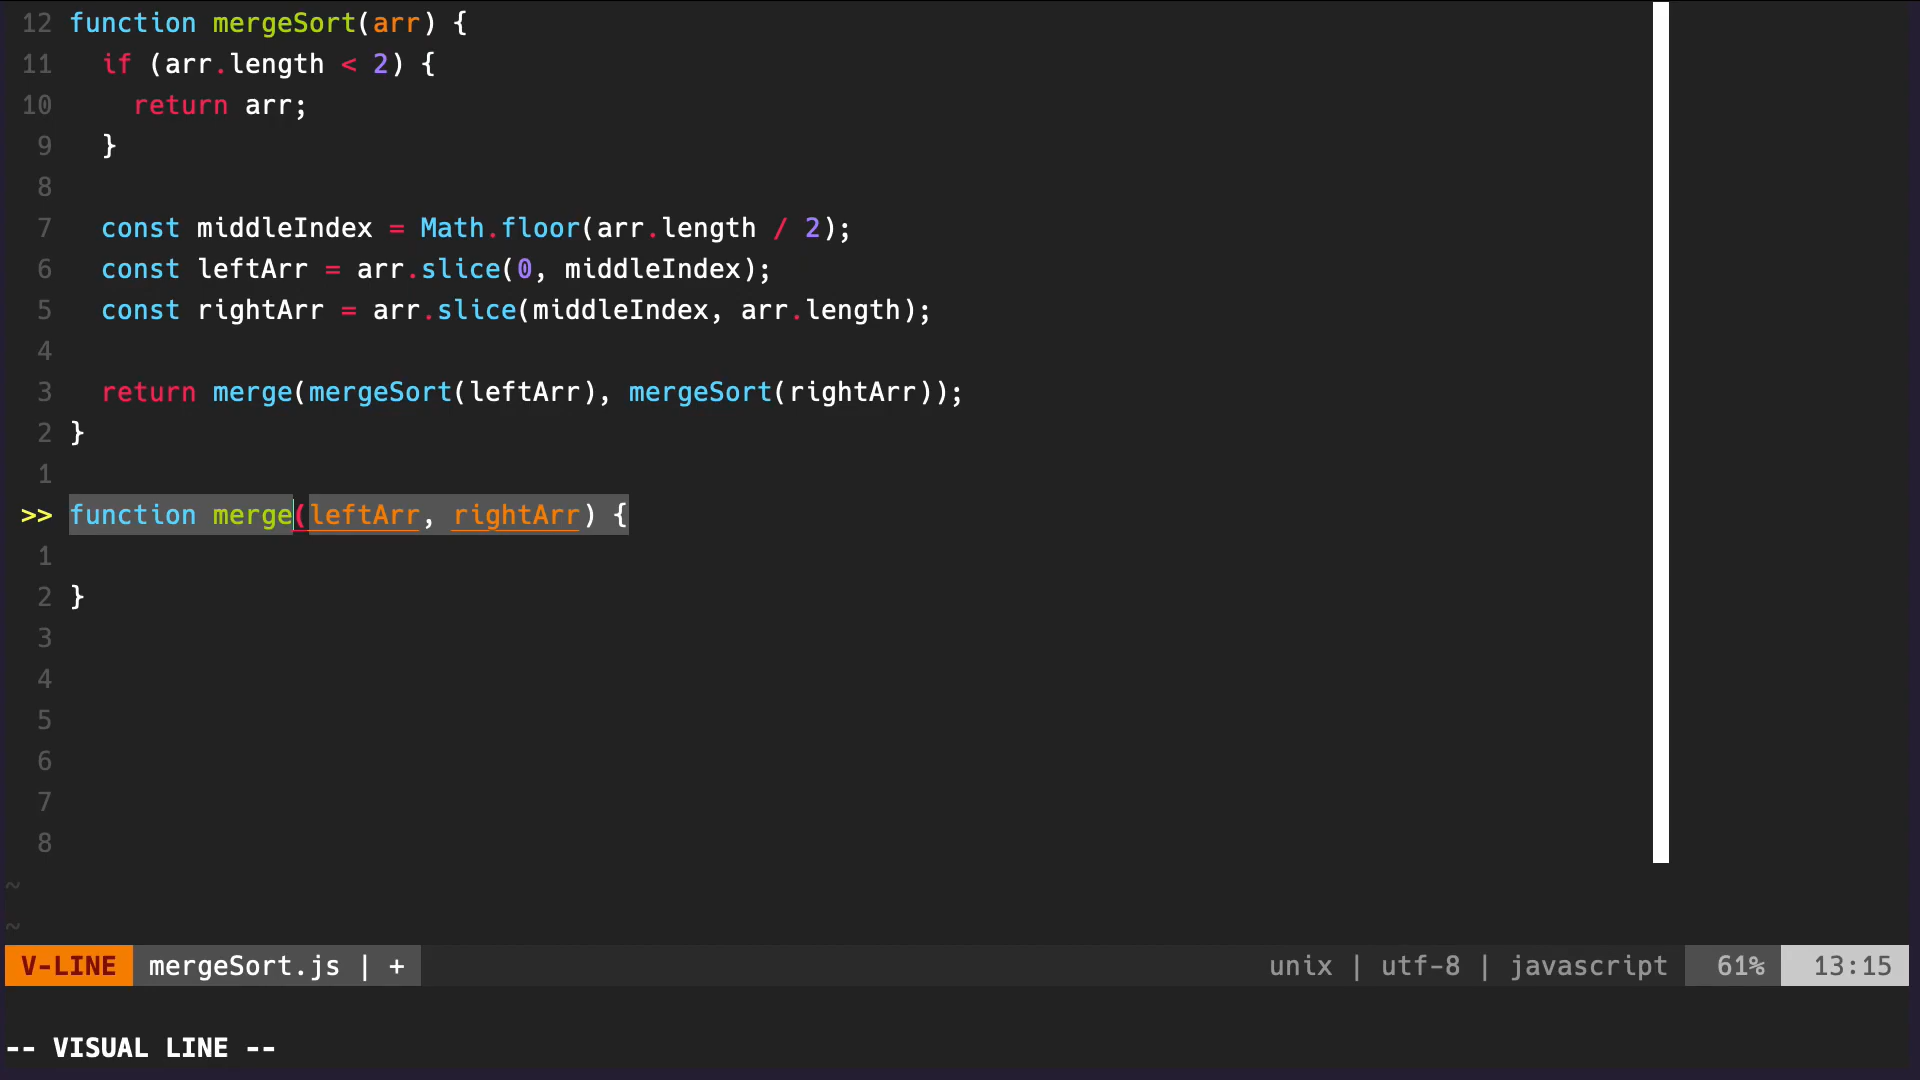 12 function mergeSort(arr) {
11   if (arr.length < 2) {
10     return arr;
9   }
8
7   const middleIndex = Math.floor(arr.length / 2);
6   const leftArr = arr.slice(0, middleIndex);
5   const rightArr = arr.slice(middleIndex, arr.length);
4
3   return merge(mergeSort(leftArr), mergeSort(rightArr));
2 }
1
>> function merge(leftArr, rightArr) {
1
2 }
3
4
5
6
7
8
~
~
V-LINE mergeSort.js | + unix | utf-8 | javascript 61% 13:15
-- VISUAL LINE --